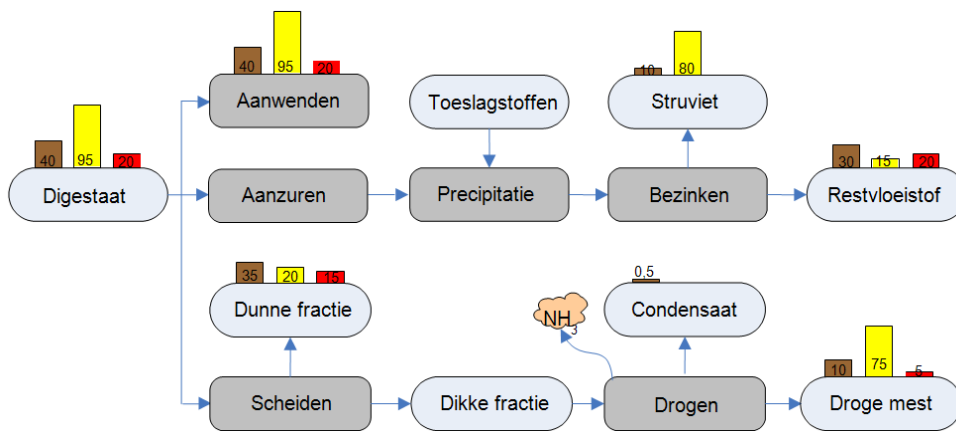 40 95 20
Aanwenden
Toeslagstoffen
10 80
Struviet
40 95 20
Digestaat
Aanzuren
Precipitatie
Bezinken
30 15 20
Restvloeistof
35 20 15
Dunne fractie
NH3
0,5
Condensaat
Scheiden
Dikke fractie
Drogen
10 75 5
Droge mest